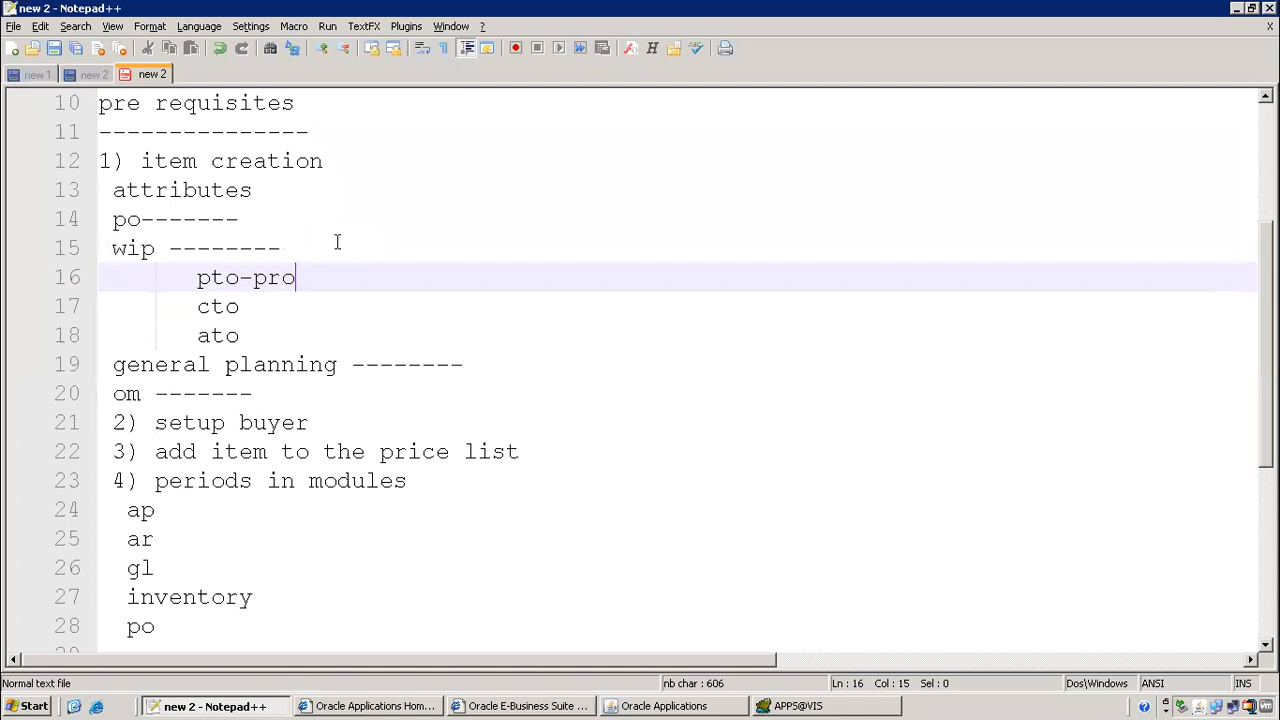 new 2 - Notepad++
File Edit Search View Format Language Settings Macro Run TextFX Plugins Window ? X
new 1 new 2 new 2
10 pre requisites
11 ---------------
12 1) item creation
13 attributes
14 po-------
15 wip --------
16 pto-pro
17 cto
18 ato
19 general planning --------
20 om -------
21 2) setup buyer
22 3) add item to the price list
23 4) periods in modules
24 ap
25 ar
26 gl
27 inventory
28 po
Normal text file nb char : 606 Ln : 16 Col : 15 Sel : 0 Dos\Windows ANSI INS
Start new 2 - Notepad++ Oracle Applications Hom... Oracle E-Business Suite ... Oracle Applications APPS@VIS